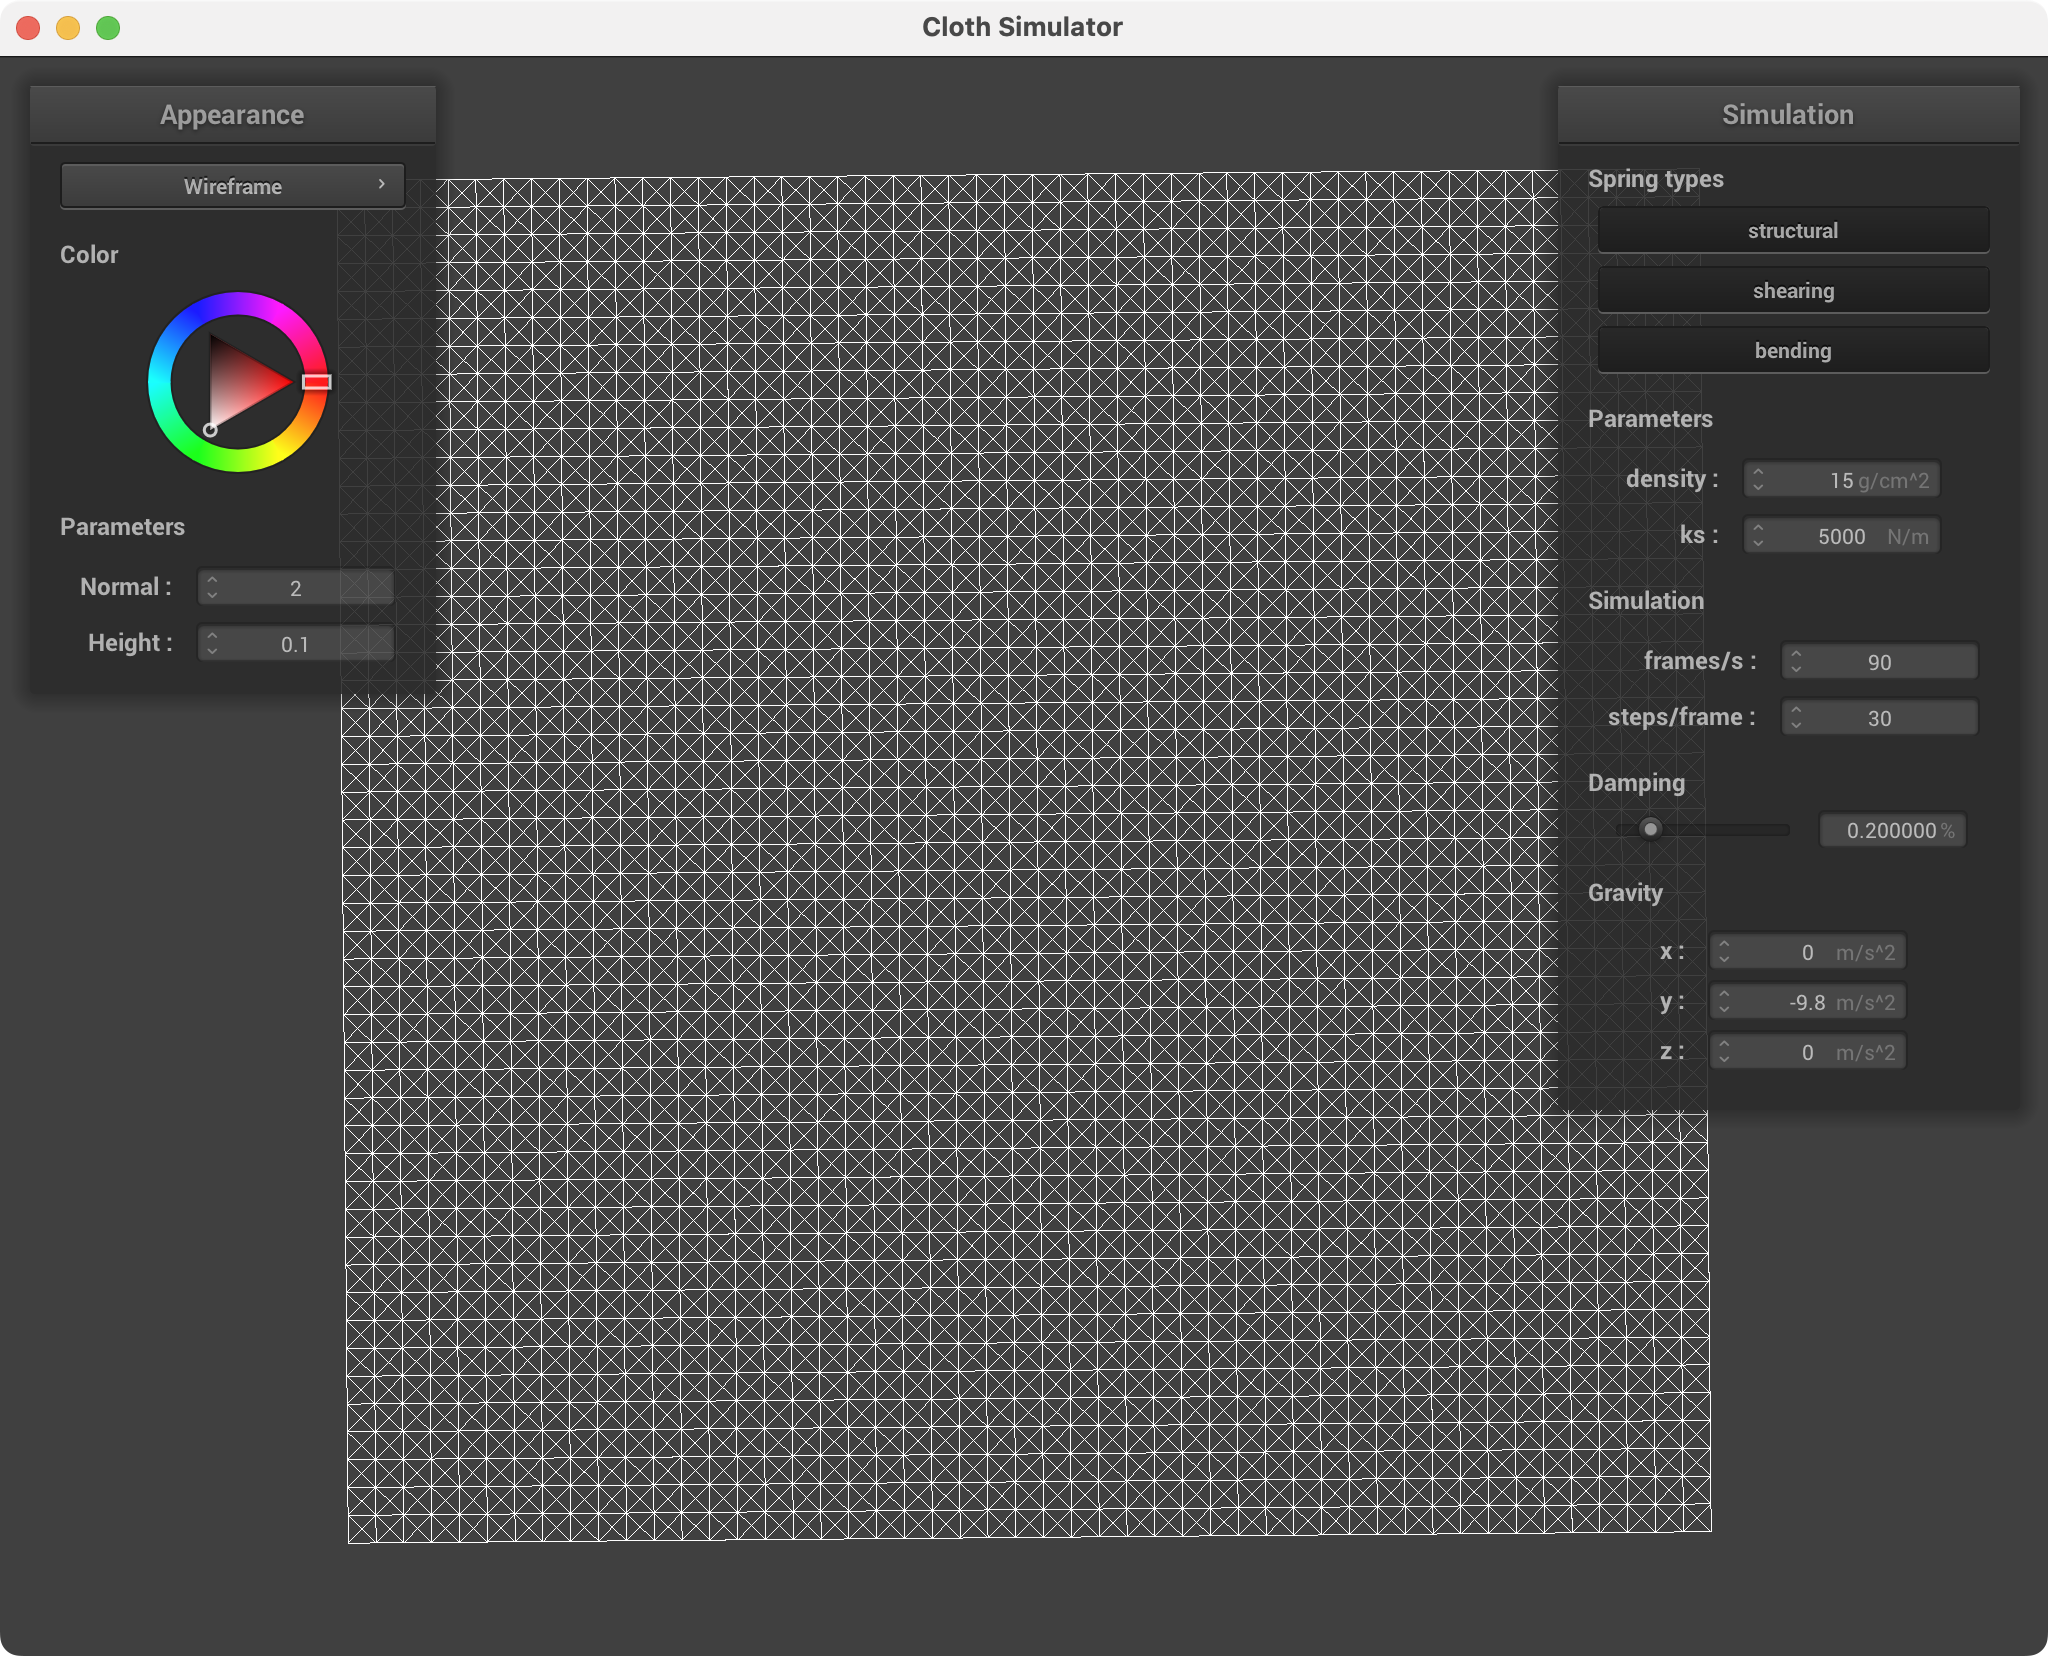 Cloth Simulator
Appearance
Wireframe
Color
Parameters
Normal : 2
Height : 0.1
Simulation
Spring types
structural
shearing
bending
Parameters
density : 15 g/cm^2
ks : 5000 N/m
Simulation
frames/s : 90
steps/frame : 30
Damping
0.200000 %
Gravity
x : 0 m/s^2
y : -9.8 m/s^2
z : 0 m/s^2